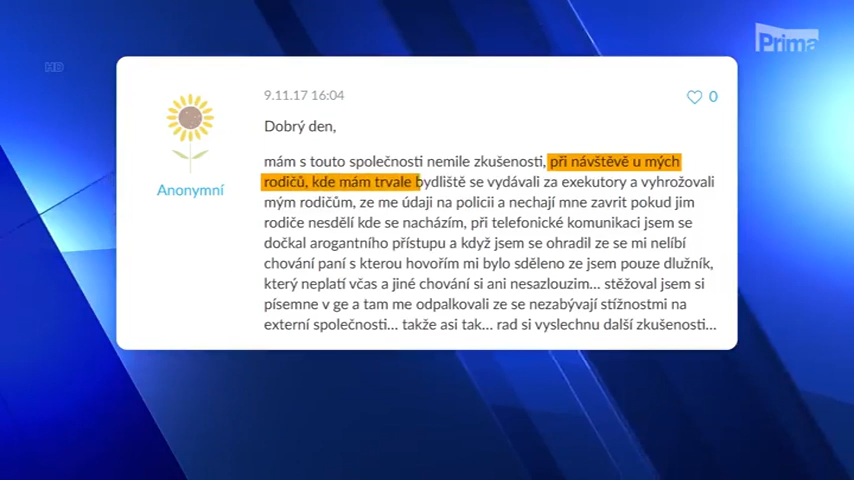 Prima
HD
9.11.17 16:04
0
Dobrý den,
Anonymní
mám s touto společnosti nemile zkušenosti, při návštěvě u mých
rodičů, kde mám trvale bydliště se vydávali za exekutory a vyhrožovali
mým rodičům, ze me údaji na policii a nechají mne zavrit pokud jim
rodiče nesdělí kde se nacházím, při telefonické komunikaci jsem se
dočkal arogantního přístupu a když jsem se ohradil ze se mi nelíbí
chování paní s kterou hovořím mi bylo sděleno ze jsem pouze dlužník,
který neplatí včas a jiné chování si ani nesazlouzim... stěžoval jsem si
písemne v ge a tam me odpalkovali ze se nezabývají stížnostmi na
externí společnosti... takže asi tak... rad si vyslechnu další zkušenosti...